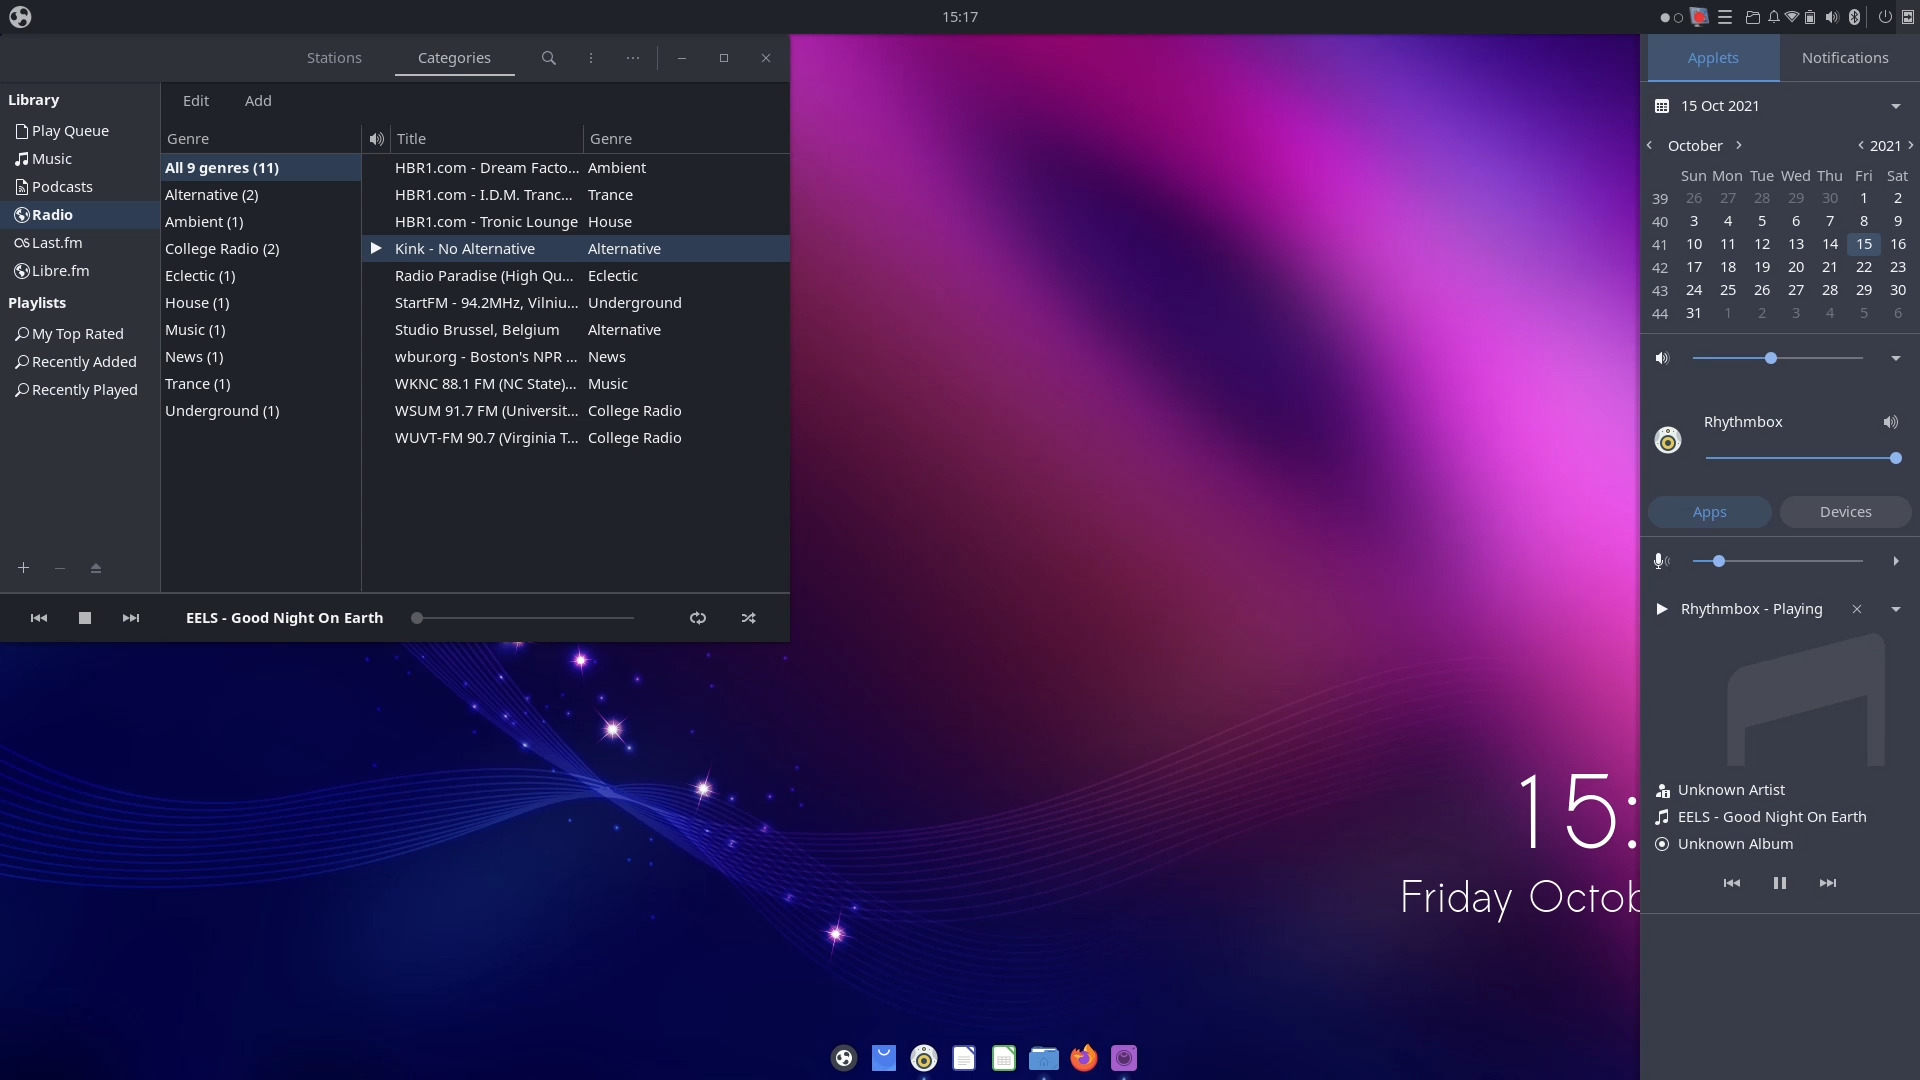 15:17
Stations Categories
Library
Play Queue
Music
Podcasts
Radio
Last.fm
Libre.fm
Playlists
My Top Rated
Recently Added
Recently Played
Edit Add
Genre
All 9 genres (11)
Alternative (2)
Ambient (1)
College Radio (2)
Eclectic (1)
House (1)
Music (1)
News (1)
Trance (1)
Underground (1)
Title Genre
HBR1.com - Dream Facto... Ambient
HBR1.com - I.D.M. Tranc... Trance
HBR1.com - Tronic Lounge House
Kink - No Alternative Alternative
Radio Paradise (High Qu... Eclectic
StartFM - 94.2MHz, Vilniu... Underground
Studio Brussel, Belgium Alternative
wbur.org - Boston's NPR ... News
WKNC 88.1 FM (NC State)... Music
WSUM 91.7 FM (Universit... College Radio
WUVT-FM 90.7 (Virginia T... College Radio
EELS - Good Night On Earth
15:
Friday Octob
Applets Notifications
15 Oct 2021
October 2021
Sun Mon Tue Wed Thu Fri Sat
39 26 27 28 29 30 1 2
40 3 4 5 6 7 8 9
41 10 11 12 13 14 15 16
42 17 18 19 20 21 22 23
43 24 25 26 27 28 29 30
44 31 1 2 3 4 5 6
Rhythmbox
Apps Devices
Rhythmbox - Playing
Unknown Artist
EELS - Good Night On Earth
Unknown Album